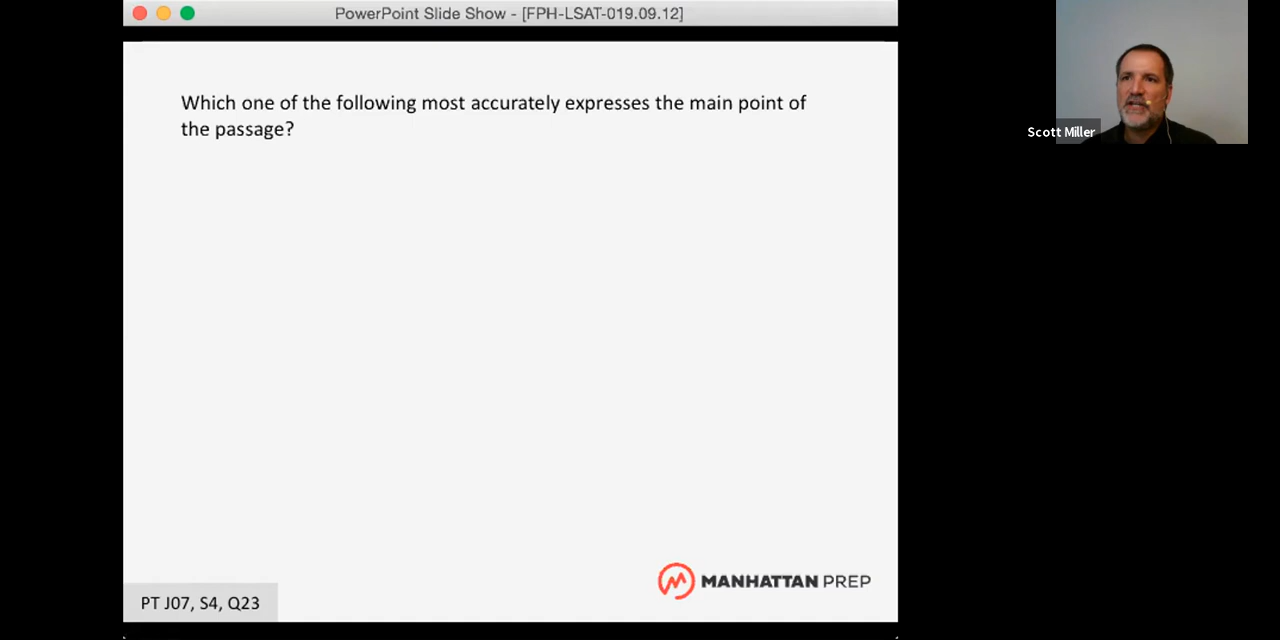 PowerPoint Slide Show - [FPH-LSAT-019.09.12]
Which one of the following most accurately expresses the main point of
the passage?
Scott Miller
MANHATTAN PREP
PT J07, S4, Q23